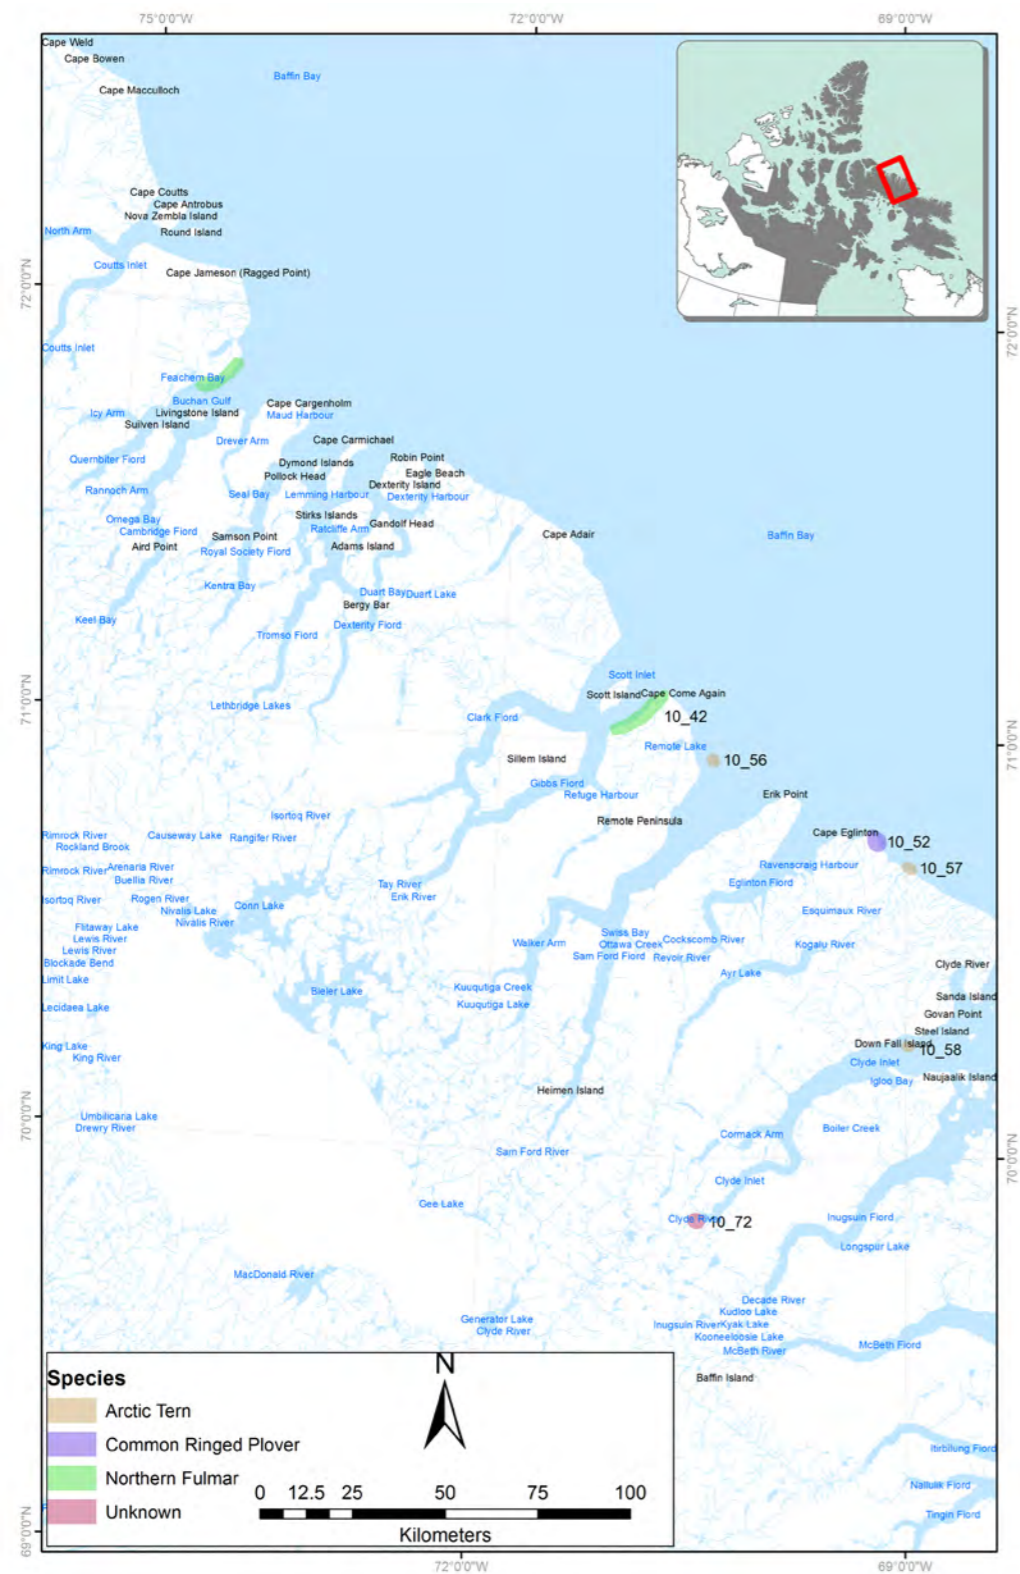 75°0'0"W
72°0'0"W
69°0'0"W
Cape Weld
Cape Bowen
Baffin Bay
Cape Macculloch
Cape Coutts
Cape Antrobus
Nova Zembla Island
North Arm
Round Island
Coutts Inlet
Cape Jameson (Ragged Point)
72°0'0"N
72°0'0"N
Coutts Inlet
Feachem Bay
Buchan Gulf
Cape Cargenholm
Icy Arm
Livingstone Island
Maud Harbour
Suilven Island
Drever Arm
Cape Carmichael
Quernbiter Fiord
Dymond Islands
Robin Point
Pollock Head
Eagle Beach
Dexterity Island
Rannoch Arm
Seal Bay
Lemming Harbour
Dexterity Harbour
Omega Bay
Stirks Islands
Cambridge Fiord
Ratcliffe Arm
Gandolf Head
Samson Point
Cape Adair
Baffin Bay
Aird Point
Royal Society Fiord
Adams Island
Kentra Bay
Duart Bay
Duart Lake
Bergy Bar
Keel Bay
Tromso Fiord
Dexterity Fiord
Scott Inlet
71°0'0"N
Scott Island
Cape Come Again
Lethbridge Lakes
Clark Fiord
10_42
71°0'0"N
Remote Lake
Sillem Island
10_56
Gibbs Fiord
Refuge Harbour
Erik Point
Isortoq River
Remote Peninsula
Rimrock River
Causeway Lake
Rangifer River
Cape Eglinton
10_52
Rockland Brook
Rimrock River
Arenaria River
Ravenscraig Harbour
10_57
Buellia River
Tay River
Eglinton Fiord
Isortoq River
Rogen River
Conn Lake
Erik River
Nivalis Lake
Esquimaux River
Flitaway Lake
Nivalis River
Lewis River
Swiss Bay
Cockscomb River
Lewis River
Walker Arm
Ottawa Creek
Kogalu River
Blockade Bend
Sam Ford Fiord
Revoir River
Clyde River
Limit Lake
Ayr Lake
Bieler Lake
Kuuqutiga Creek
Sanda Island
Lecidaea Lake
Kuuqutiga Lake
Govan Point
Steel Island
King Lake
Down Fall Island
10_58
King River
Clyde Inlet
Heimen Island
Igloo Bay
Naujaalik Island
70°0'0"N
Umbilicaria Lake
Drewry River
Cormack Arm
Boiler Creek
Sam Ford River
70°0'0"N
Clyde Inlet
Gee Lake
Clyde River
10_72
Inugsuin Fiord
Longspur Lake
MacDonald River
Decade River
Generator Lake
Kudloo Lake
Clyde River
Inugsuin River
Kyak Lake
Kooneeloosie Lake
McBeth River
McBeth Fiord
Baffin Island
Itirbilung Fiord
Nallulik Fiord
Tingin Fiord
N
Species
Arctic Tern
Common Ringed Plover
Northern Fulmar
Unknown
0 12.5 25 50 75 100
Kilometers
69°0'0"N
72°0'0"W
69°0'0"W